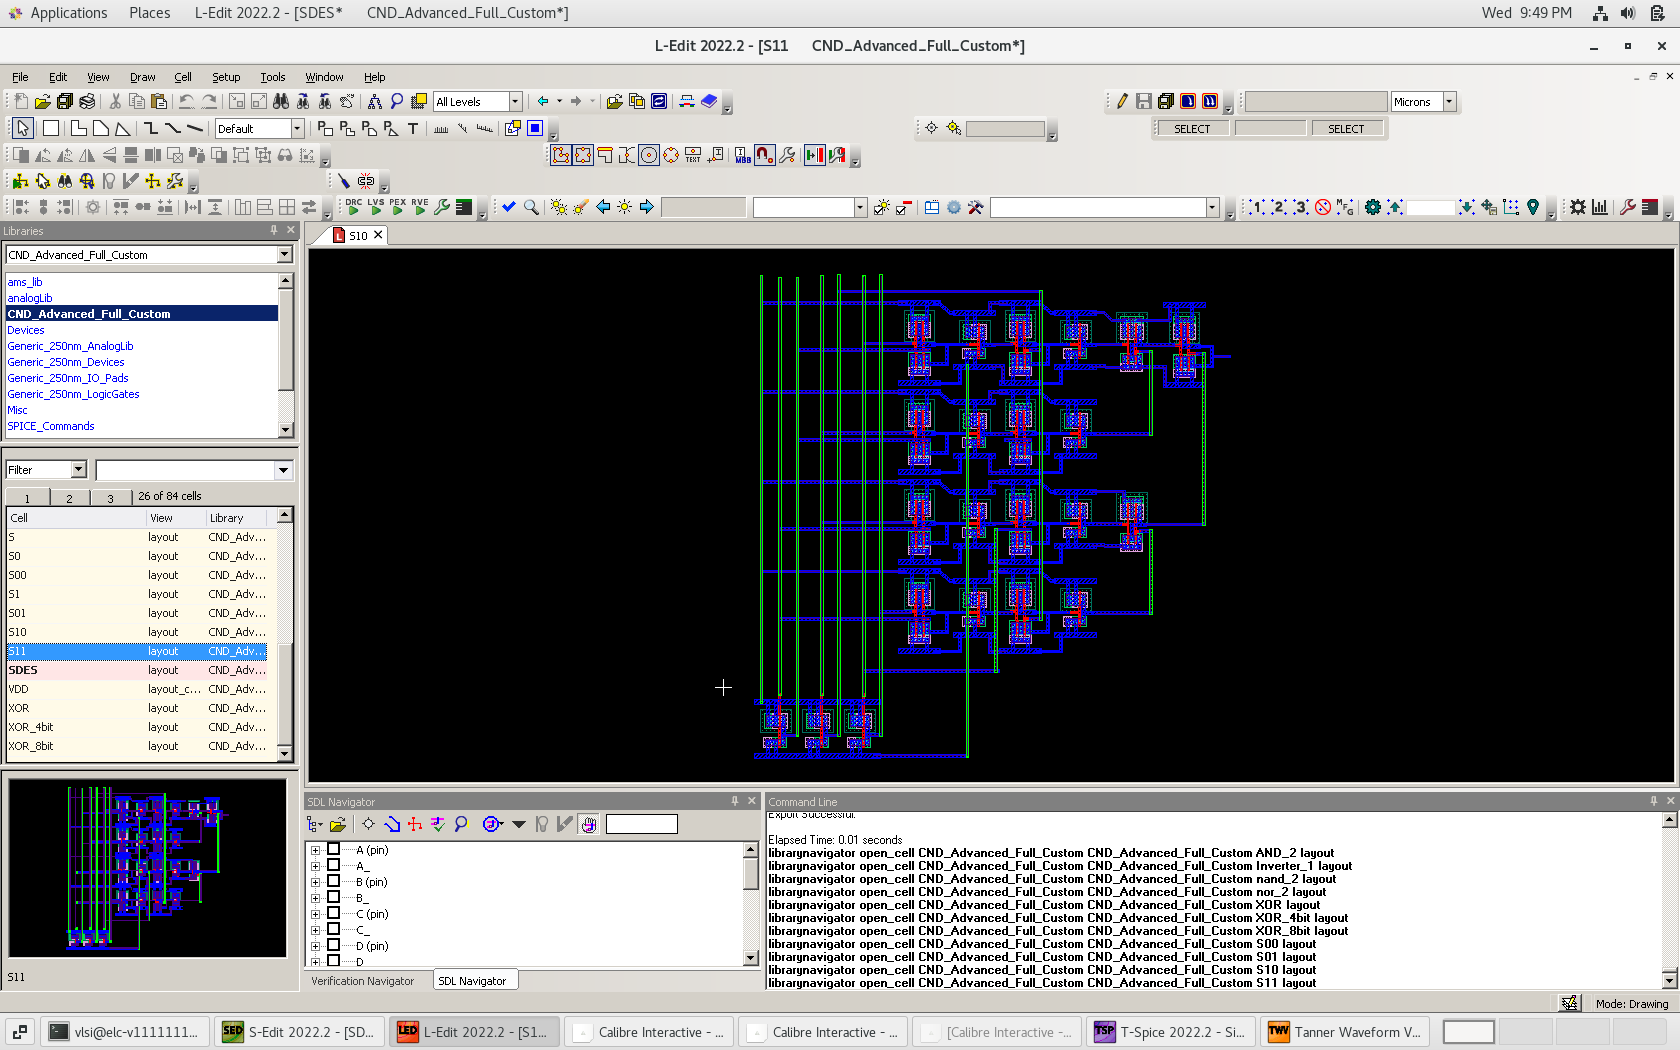 Applications Places L-Edit 2022.2 - [SDES* CND_Advanced_Full_Custom*] Wed 9:49 PM
L-Edit 2022.2 - [S11 CND_Advanced_Full_Custom*]
File Edit View Draw Cell Setup Tools Window Help
All Levels Microns
Default SELECT SELECT
DRC LVS PEX RVE
Libraries
S10
CND_Advanced_Full_Custom
ams_lib
analogLib
CND_Advanced_Full_Custom
Devices
Generic_250nm_AnalogLib
Generic_250nm_Devices
Generic_250nm_IO_Pads
Generic_250nm_LogicGates
Misc
SPICE_Commands
Filter
1 2 3 26 of 84 cells
Cell View Library
S layout CND_Adv...
S0 layout CND_Adv...
S00 layout CND_Adv...
S1 layout CND_Adv...
S01 layout CND_Adv...
S10 layout CND_Adv...
S11 layout CND_Adv...
SDES layout CND_Adv...
VDD layout_c... CND_Adv...
XOR layout CND_Adv...
XOR_4bit layout CND_Adv...
XOR_8bit layout CND_Adv...
S11
SDL Navigator
A (pin)
A_
B (pin)
B_
C (pin)
C_
D (pin)
D
Verification Navigator SDL Navigator
Command Line
Export Successful.
Elapsed Time: 0.01 seconds
librarynavigator open_cell CND_Advanced_Full_Custom CND_Advanced_Full_Custom AND_2 layout
librarynavigator open_cell CND_Advanced_Full_Custom CND_Advanced_Full_Custom Inverter_1 layout
librarynavigator open_cell CND_Advanced_Full_Custom CND_Advanced_Full_Custom nand_2 layout
librarynavigator open_cell CND_Advanced_Full_Custom CND_Advanced_Full_Custom nor_2 layout
librarynavigator open_cell CND_Advanced_Full_Custom CND_Advanced_Full_Custom XOR layout
librarynavigator open_cell CND_Advanced_Full_Custom CND_Advanced_Full_Custom XOR_4bit layout
librarynavigator open_cell CND_Advanced_Full_Custom CND_Advanced_Full_Custom XOR_8bit layout
librarynavigator open_cell CND_Advanced_Full_Custom CND_Advanced_Full_Custom S00 layout
librarynavigator open_cell CND_Advanced_Full_Custom CND_Advanced_Full_Custom S01 layout
librarynavigator open_cell CND_Advanced_Full_Custom CND_Advanced_Full_Custom S10 layout
librarynavigator open_cell CND_Advanced_Full_Custom CND_Advanced_Full_Custom S11 layout
Mode: Drawing
vlsi@elc-v1111111... S-Edit 2022.2 - [SD... L-Edit 2022.2 - [S1... Calibre Interactive - ... Calibre Interactive - ... [Calibre Interactive - ... T-Spice 2022.2 - Si... Tanner Waveform V...